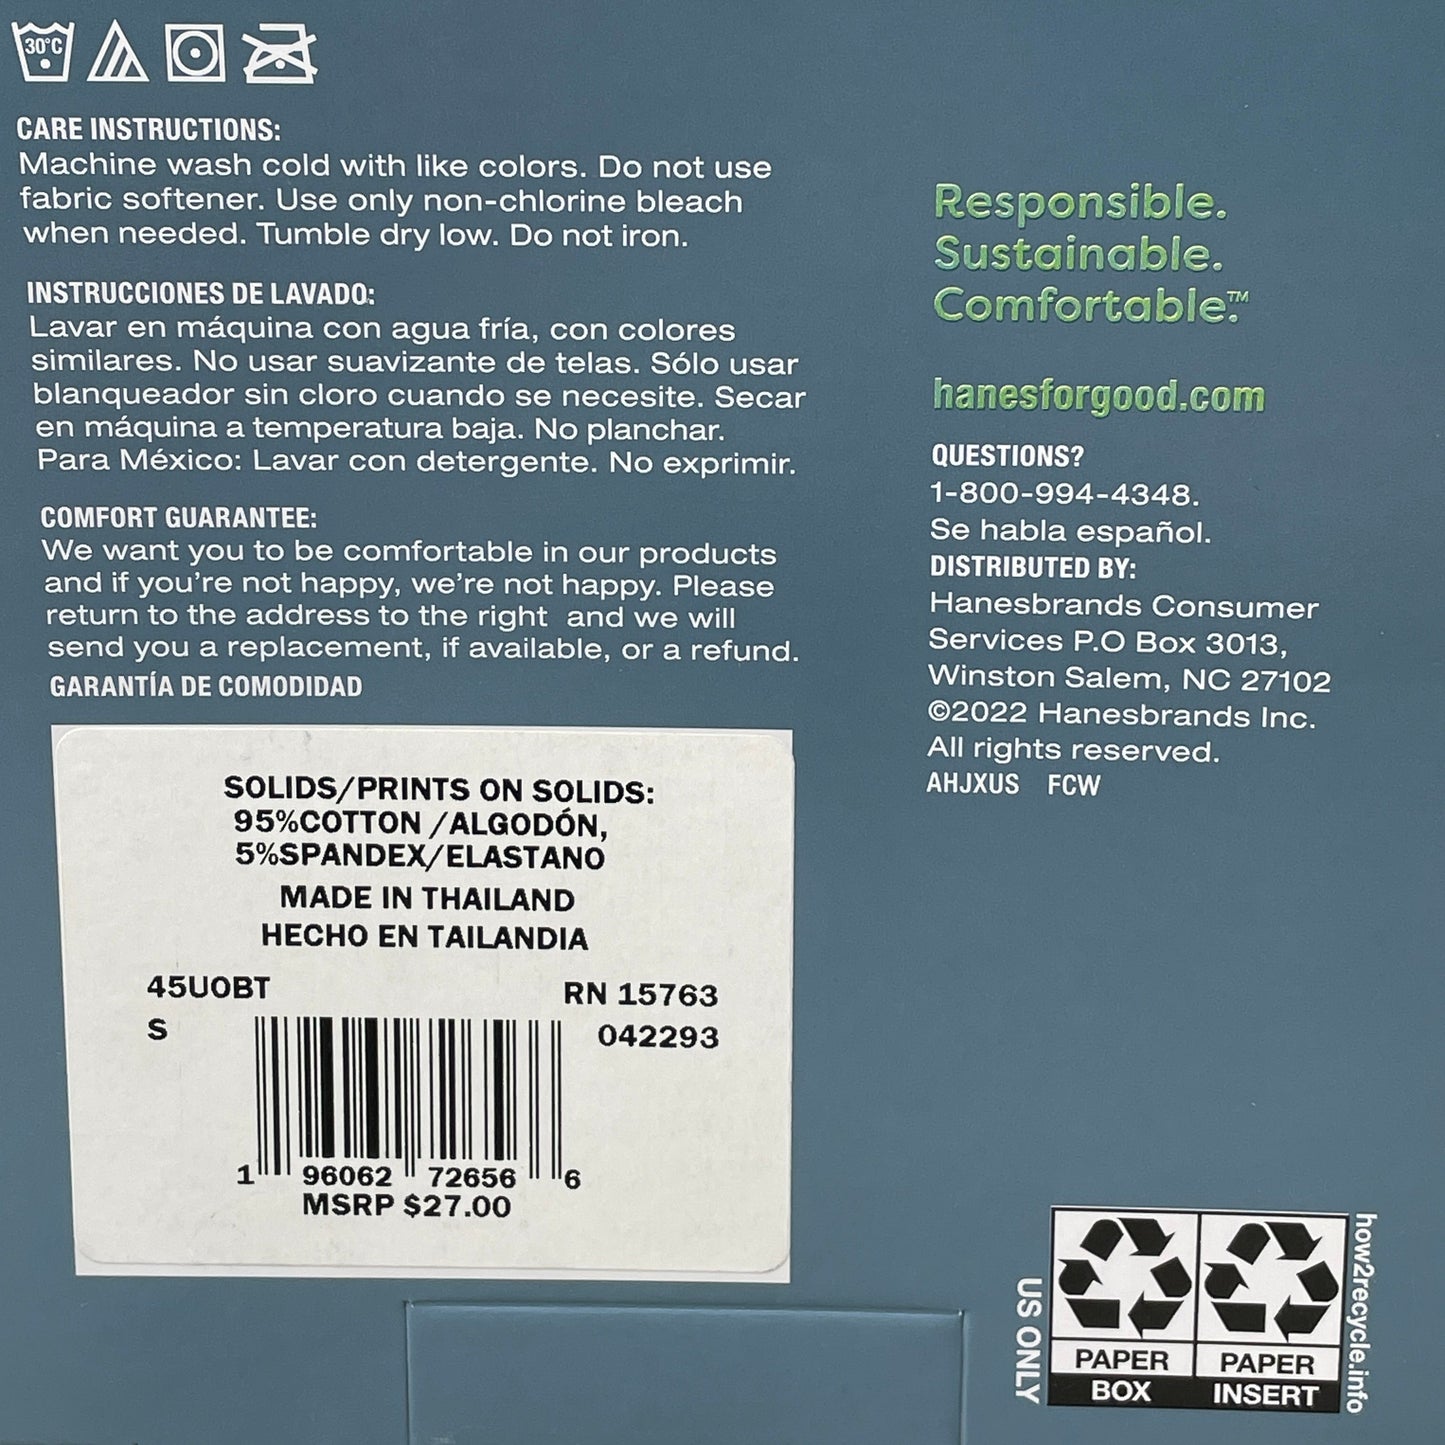 30°C
CARE INSTRUCTIONS:
Machine wash cold with like colors. Do not use
fabric softener. Use only non-chlorine bleach
when needed. Tumble dry low. Do not iron.
INSTRUCCIONES DE LAVADO:
Lavar en máquina con agua fría, con colores
similares. No usar suavizante de telas. Sólo usar
blanqueador sin cloro cuando se necesite. Secar
en máquina a temperatura baja. No planchar.
Para México: Lavar con detergente. No exprimir.
COMFORT GUARANTEE:
We want you to be comfortable in our products
and if you're not happy, we're not happy. Please
return to the address to the right and we will
send you a replacement, if available, or a refund.
GARANTÍA DE COMODIDAD
SOLIDS/PRINTS ON SOLIDS:
95%COTTON /ALGODÓN,
5%SPANDEX/ELASTANO
MADE IN THAILAND
HECHO EN TAILANDIA
45UOBT RN 15763
S 042293
1 96062 72656 6
MSRP $27.00
Responsible.
Sustainable.
Comfortable.™
hanesforgood.com
QUESTIONS?
1-800-994-4348.
Se habla español.
DISTRIBUTED BY:
Hanesbrands Consumer
Services P.O Box 3013,
Winston Salem, NC 27102
©2022 Hanesbrands Inc.
All rights reserved.
AHJXUS FCW
US ONLY
PAPER
BOX
PAPER
INSERT
how2recycle.info